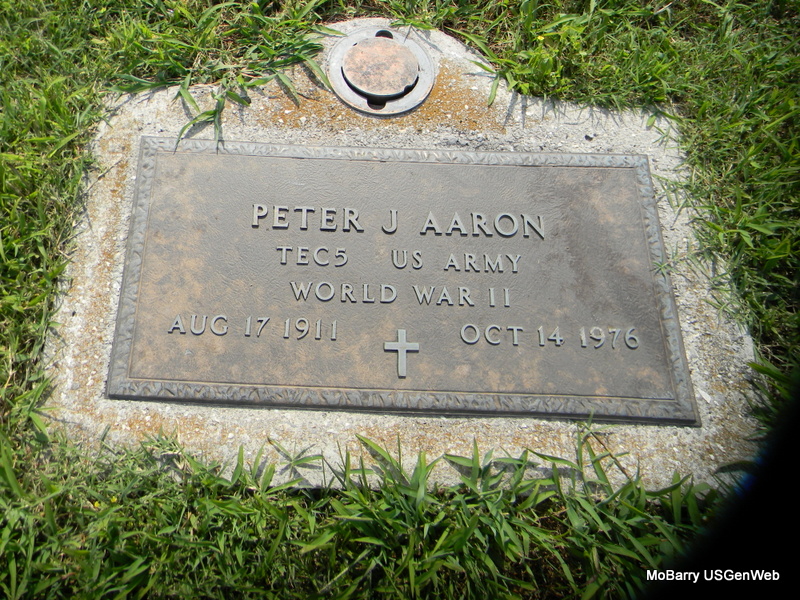 PETER J AARON
TEC5 US ARMY
WORLD WAR II
AUG 17 1911 OCT 14 1976
MoBarry USGenWeb